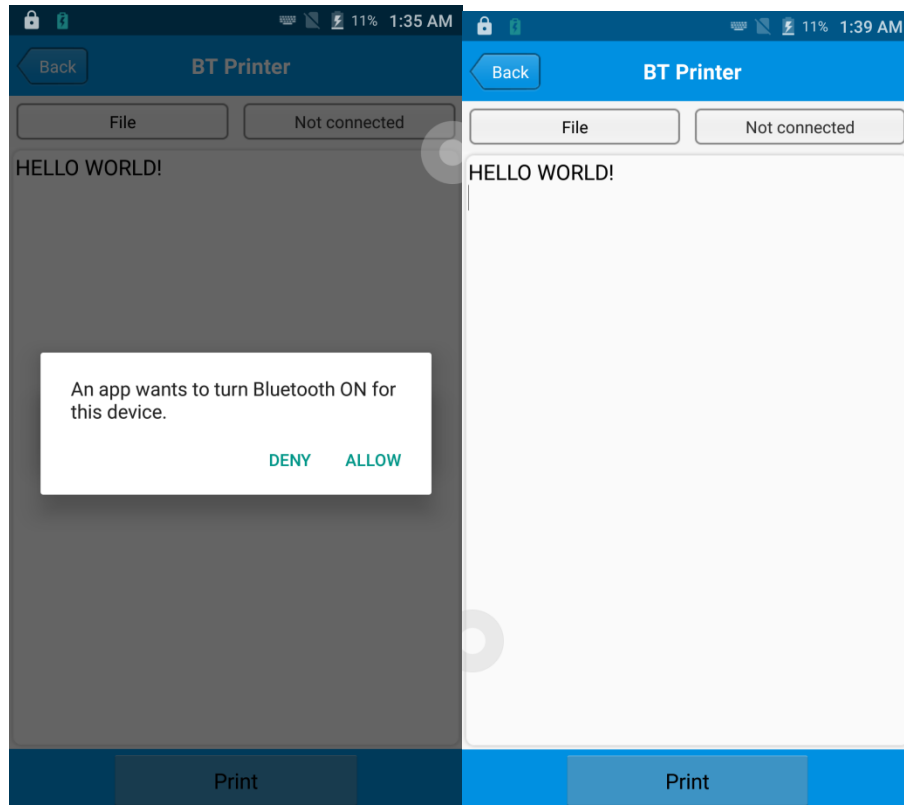 11% 1:35 AM
Back BT Printer
File Not connected
HELLO WORLD!
An app wants to turn Bluetooth ON for
this device.
DENY ALLOW
Print
11% 1:39 AM
Back BT Printer
File Not connected
HELLO WORLD!
Print